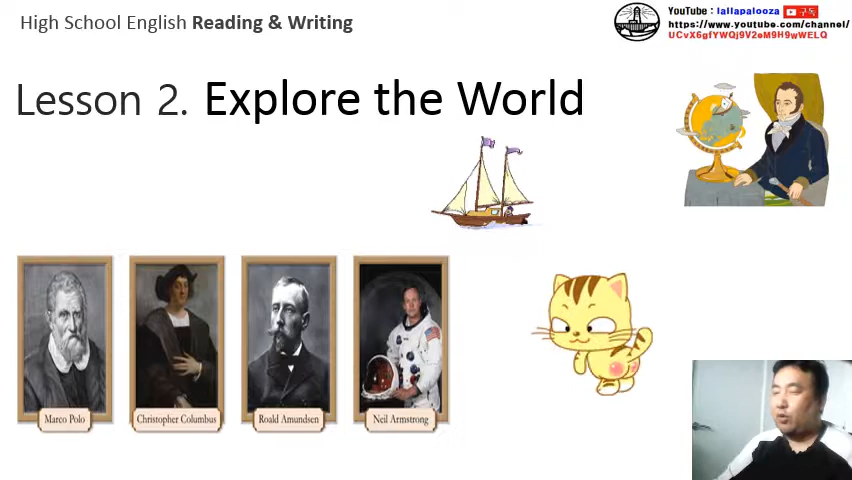 High School English Reading & Writing
YouTube : lallapalooza 구독
https://www.youtube.com/channel/
UCvX6gfYWQj9V2eM9H9wWELQ
Lesson 2. Explore the World
Marco Polo
Christopher Columbus
Roald Amundsen
Neil Armstrong